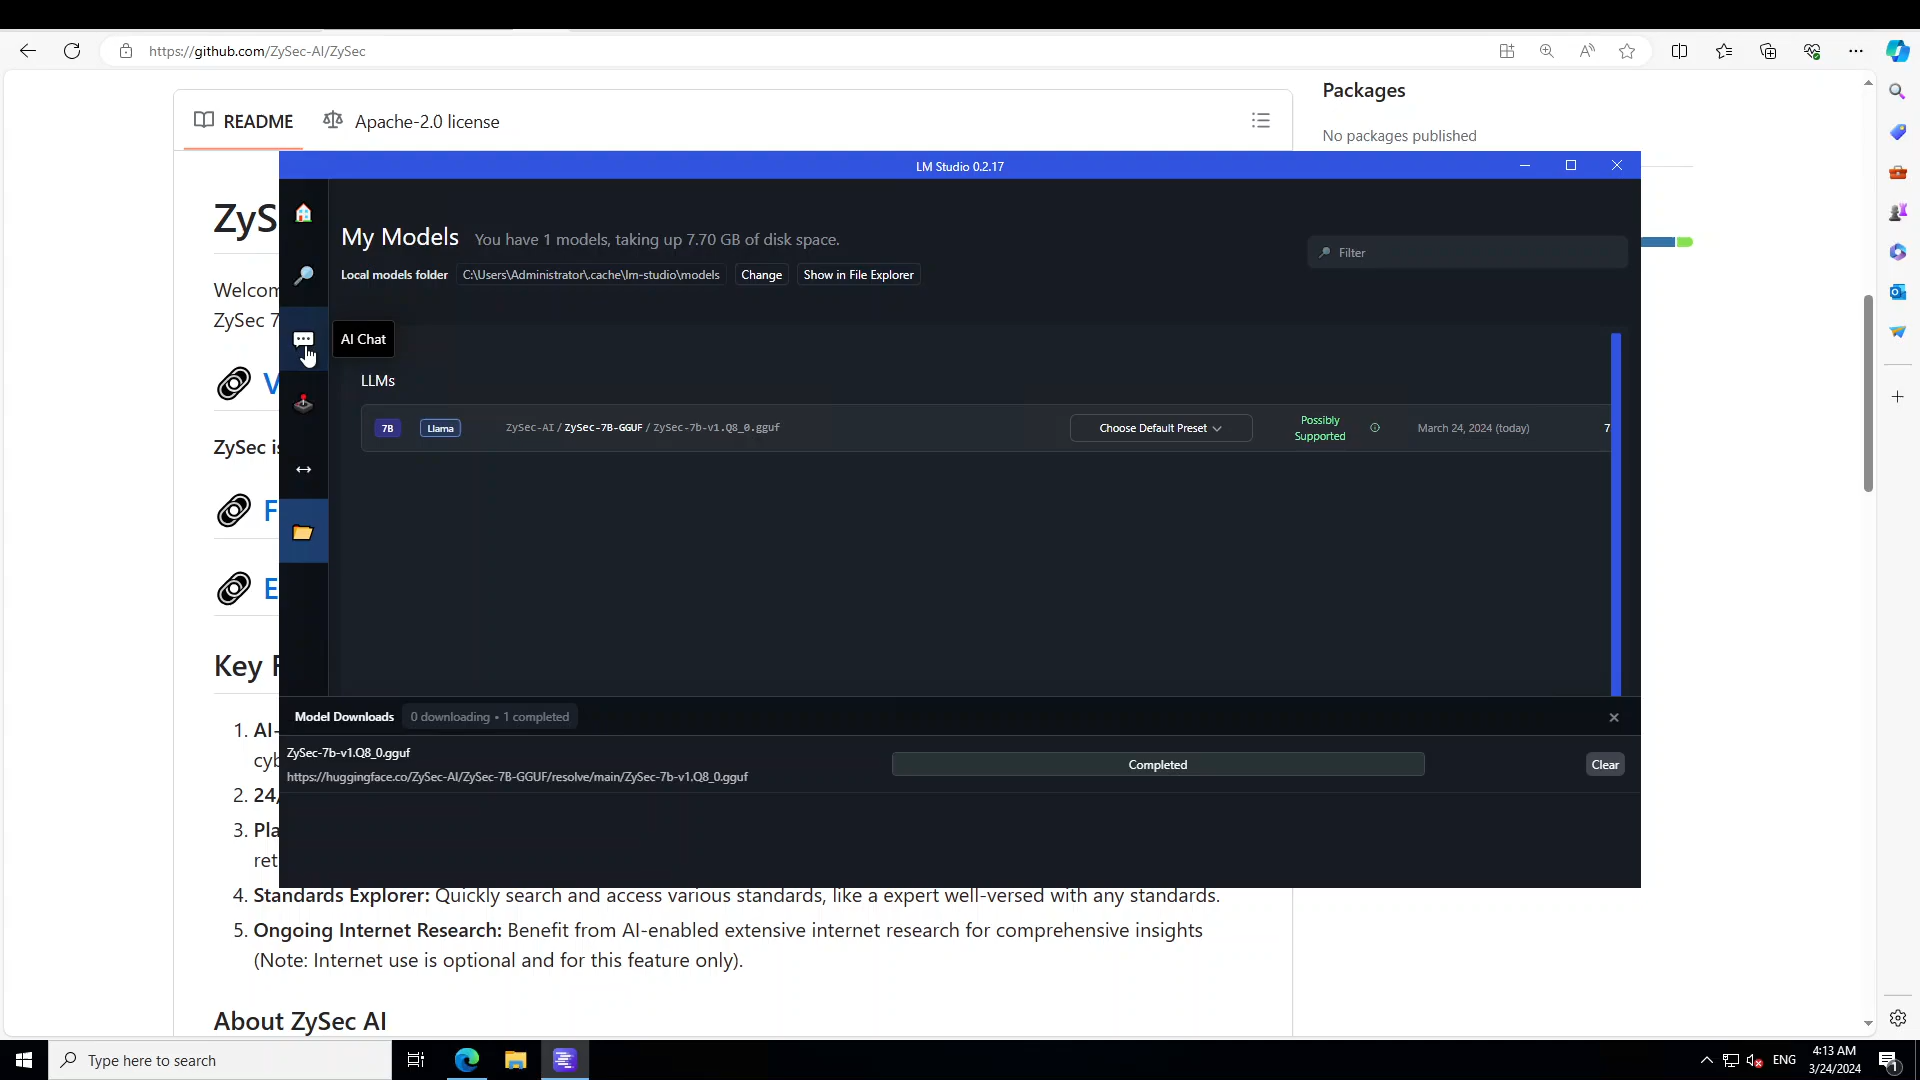 https://github.com/ZySec-AI/ZySec
README
Apache-2.0 license
Packages
No packages published
LM Studio 0.2.17
ZyS
My Models
You have 1 models, taking up 7.70 GB of disk space.
Filter
Local models folder
C:\Users\Administrator\.cache\lm-studio\models
Change
Show in File Explorer
Welcom
ZySec 7
AI Chat
V
LLMs
7B
Llama
ZySec-AI / ZySec-7B-GGUF / ZySec-7b-v1.Q8_0.gguf
Choose Default Preset
Possibly
Supported
March 24, 2024 (today)
7.
ZySec is
F
E
Key F
Model Downloads
0 downloading • 1 completed
1. AI-
cyb
ZySec-7b-v1.Q8_0.gguf
https://huggingface.co/ZySec-AI/ZySec-7B-GGUF/resolve/main/ZySec-7b-v1.Q8_0.gguf
Completed
Clear
2. 24/
3. Pla
ret
4. Standards Explorer: Quickly search and access various standards, like a expert well-versed with any standards.
5. Ongoing Internet Research: Benefit from AI-enabled extensive internet research for comprehensive insights
(Note: Internet use is optional and for this feature only).
About ZySec AI
Type here to search
ENG
4:13 AM
3/24/2024
1